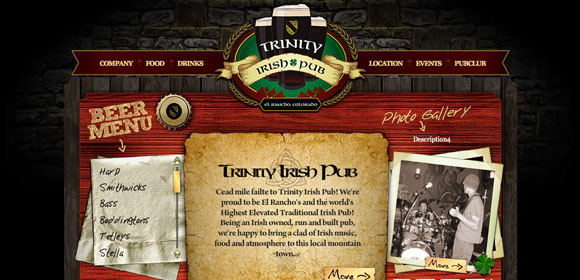 TRINITY
COMPANY FOOD DRINKS
IRISH PUB
LOCATION EVENTS PUBCLUB
EL RANCHO, COLORADO
BEER
MENU
Hard
Smithwicks
Bass
Boddingtons
Tetleys
Stella
Trinity Irish Pub
Cead mile failte to Trinity Irish Pub! We're
proud to be El Rancho's and the world's
Highest Elevated Traditional Irish Pub!
Being an Irish owned, run and built pub,
we're happy to bring a clad of Irish music,
food and atmosphere to this local mountain
town...
More
Photo Gallery
Description4
More